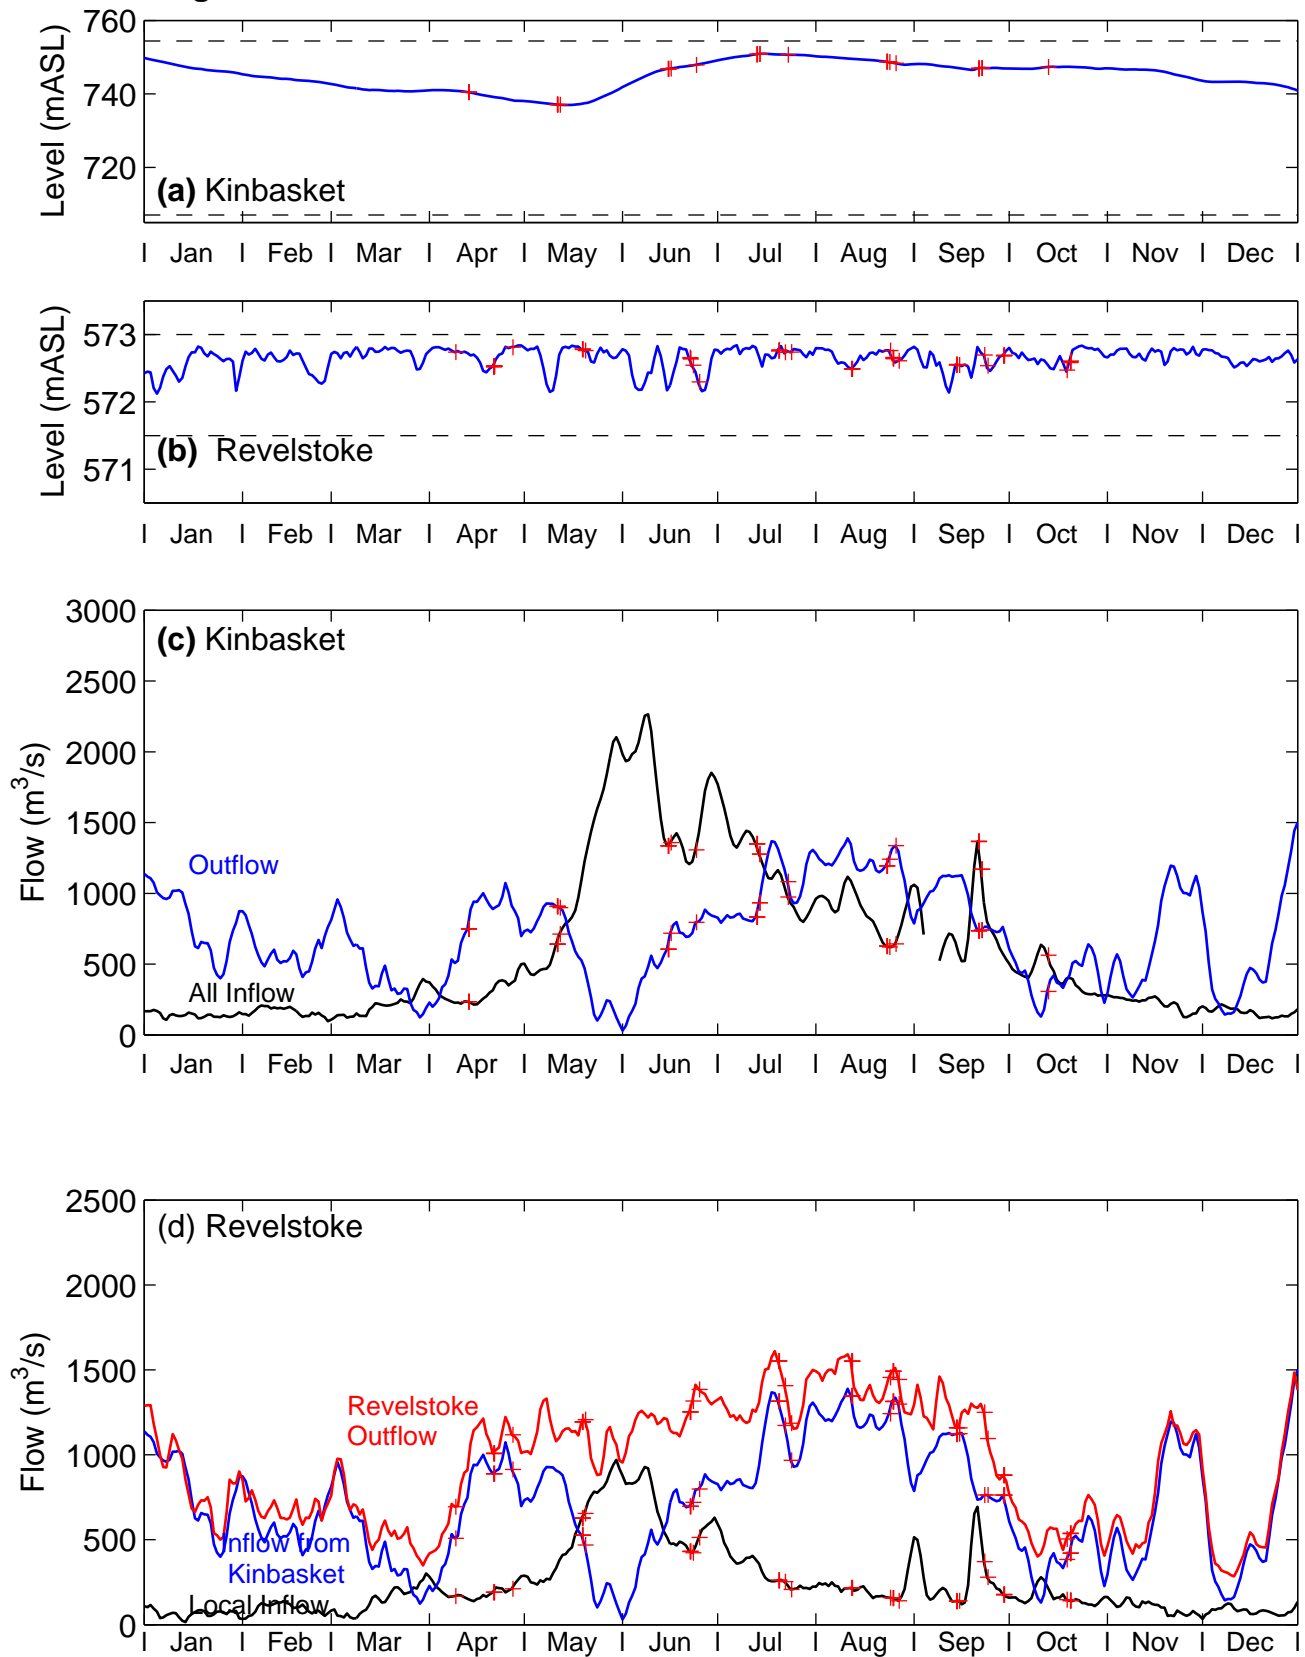 760
740
720
Level (mASL)
(a) Kinbasket
Jan Feb Mar Apr May Jun Jul Aug Sep Oct Nov Dec
573
572
571
Level (mASL)
(b) Revelstoke
Jan Feb Mar Apr May Jun Jul Aug Sep Oct Nov Dec
3000
2500
2000
1500
1000
500
0
Flow (m³/s)
(c) Kinbasket
Outflow
All Inflow
Jan Feb Mar Apr May Jun Jul Aug Sep Oct Nov Dec
2500
2000
1500
1000
500
0
Flow (m³/s)
(d) Revelstoke
Revelstoke
Outflow
Inflow from
Kinbasket
Local Inflow
Jan Feb Mar Apr May Jun Jul Aug Sep Oct Nov Dec